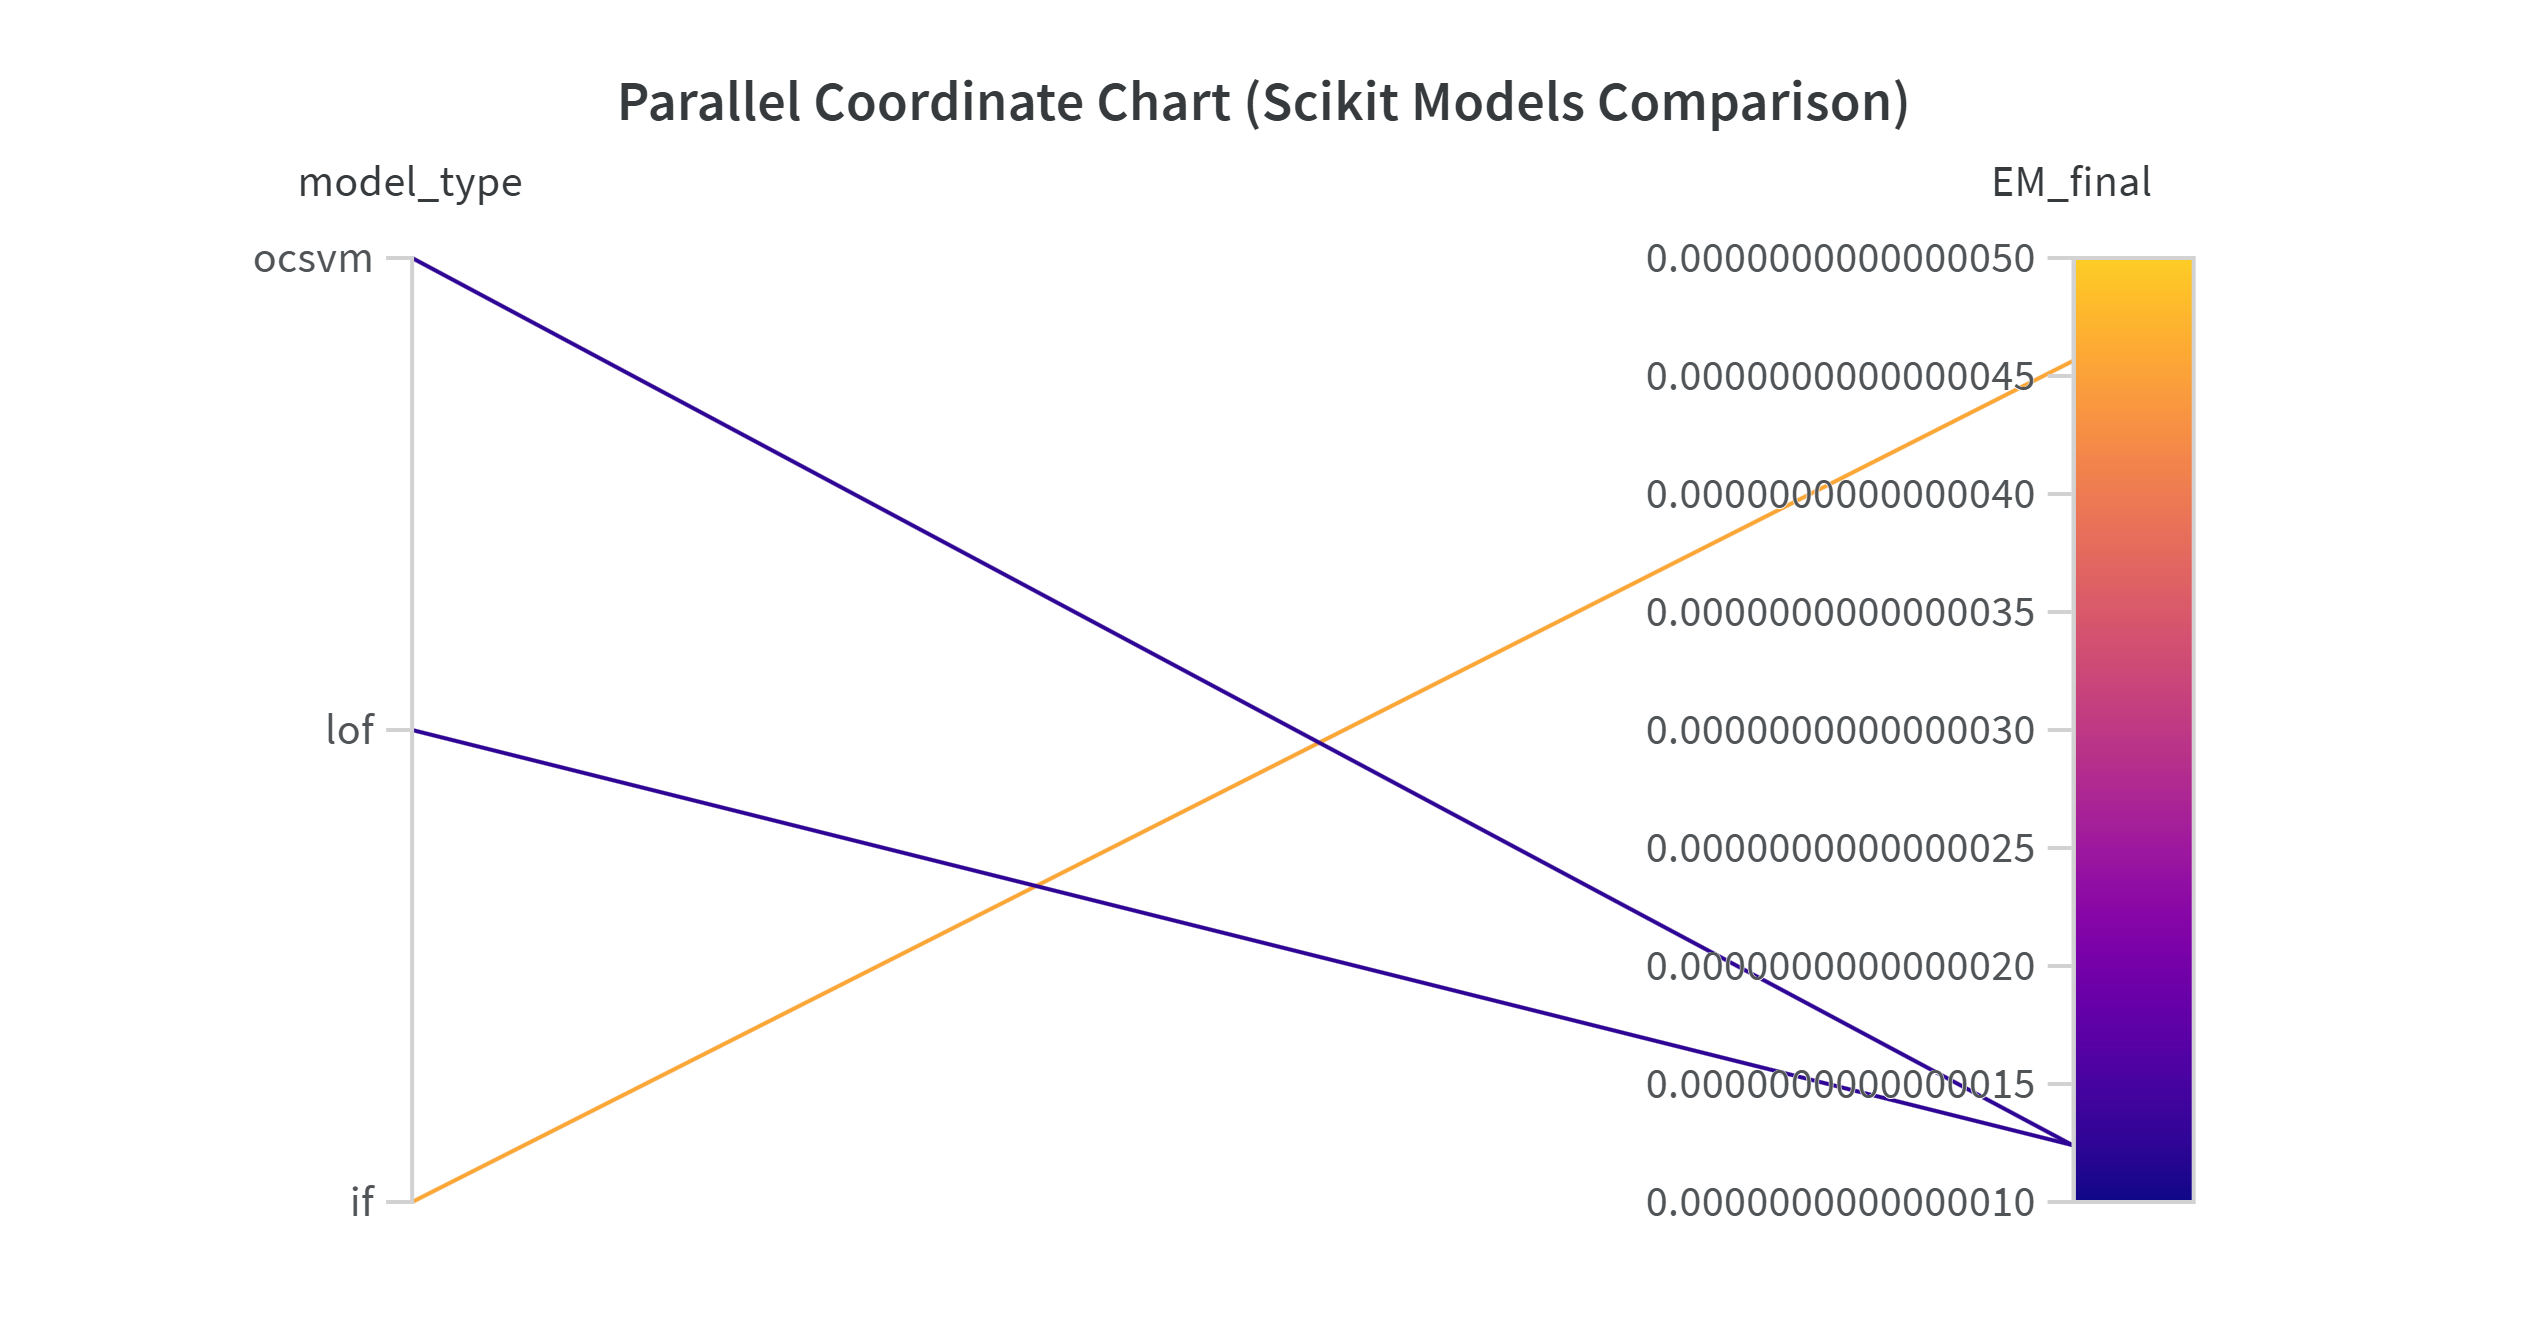 Parallel Coordinate Chart (Scikit Models Comparison)
model_type
EM_final
ocsvm
lof
if
0.0000000000000050
0.0000000000000045
0.0000000000000040
0.0000000000000035
0.0000000000000030
0.0000000000000025
0.0000000000000020
0.0000000000000015
0.0000000000000010